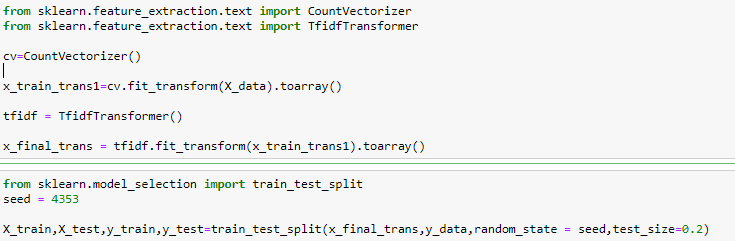 from sklearn.feature_extraction.text import CountVectorizer
from sklearn.feature_extraction.text import TfidfTransformer
cv=CountVectorizer()
x_train_trans1=cv.fit_transform(X_data).toarray()
tfidf = TfidfTransformer()
x_final_trans = tfidf.fit_transform(x_train_trans1).toarray()
from sklearn.model_selection import train_test_split
seed = 4353
X_train,X_test,y_train,y_test=train_test_split(x_final_trans,y_data,random_state = seed,test_size=0.2)